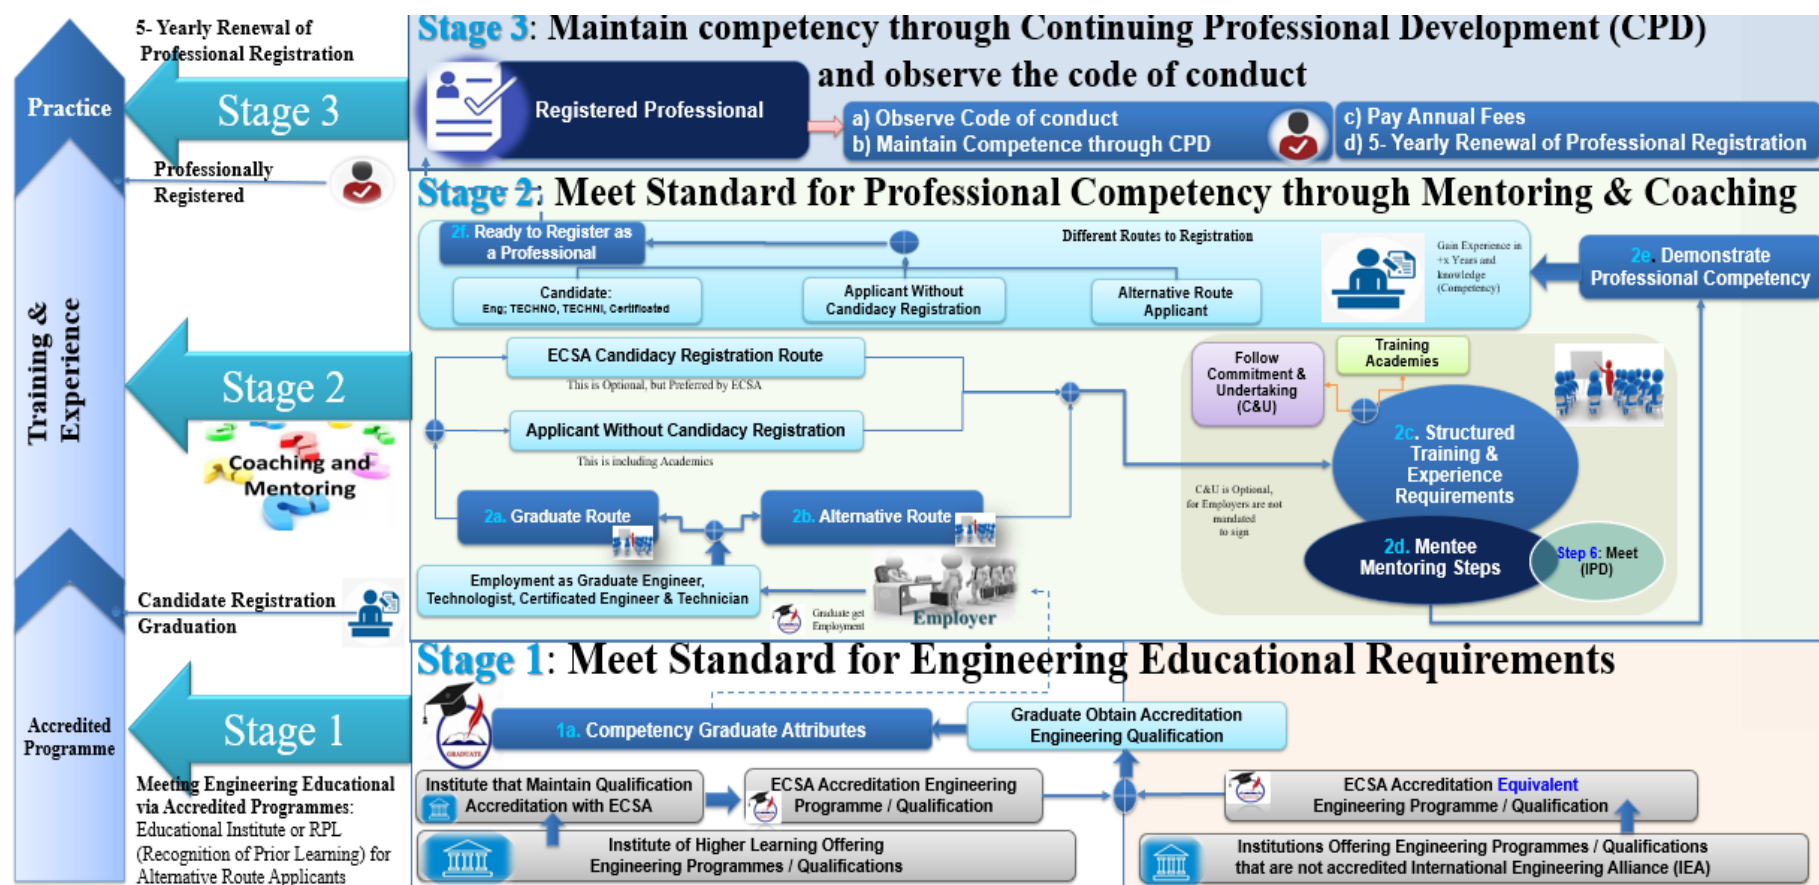 5- Yearly Renewal of
Professional Registration
Practice
Stage 3
Professionally
Registered
Training &
Experience
Stage 2
Coaching and
Mentoring
Candidate Registration
Graduation
Accredited
Programme
Stage 1
Meeting Engineering Educational
via Accredited Programmes:
Educational Institute or RPL
(Recognition of Prior Learning) for
Alternative Route Applicants
Stage 3: Maintain competency through Continuing Professional Development (CPD)
and observe the code of conduct
Registered Professional
a) Observe Code of conduct
b) Maintain Competence through CPD
c) Pay Annual Fees
d) 5- Yearly Renewal of Professional Registration
Stage 2: Meet Standard for Professional Competency through Mentoring & Coaching
2f. Ready to Register as
a Professional
Different Routes to Registration
Candidate:
Eng; TECHNO, TECHNI, Certificated
Applicant Without
Candidacy Registration
Alternative Route
Applicant
Gain Experience in
+x Years and
knowledge
(Competency)
2e. Demonstrate
Professional Competency
ECSA Candidacy Registration Route
This is Optional, but Preferred by ECSA
Applicant Without Candidacy Registration
This is including Academics
2a. Graduate Route
2b. Alternative Route
Employment as Graduate Engineer,
Technologist, Certificated Engineer & Technician
Graduate get
Employment
Employer
Follow
Commitment &
Undertaking
(C&U)
Training
Academies
2c. Structured
Training &
Experience
Requirements
C&U is Optional,
for Employers are not
mandated
to sign
2d. Mentee
Mentoring Steps
Step 6: Meet
(IPD)
Stage 1: Meet Standard for Engineering Educational Requirements
GRADUATE
1a. Competency Graduate Attributes
Graduate Obtain Accreditation
Engineering Qualification
Institute that Maintain Qualification
Accreditation with ECSA
ECSA Accreditation Engineering
Programme / Qualification
ECSA Accreditation Equivalent
Engineering Programme / Qualification
Institute of Higher Learning Offering
Engineering Programmes / Qualifications
Institutions Offering Engineering Programmes / Qualifications
that are not accredited International Engineering Alliance (IEA)